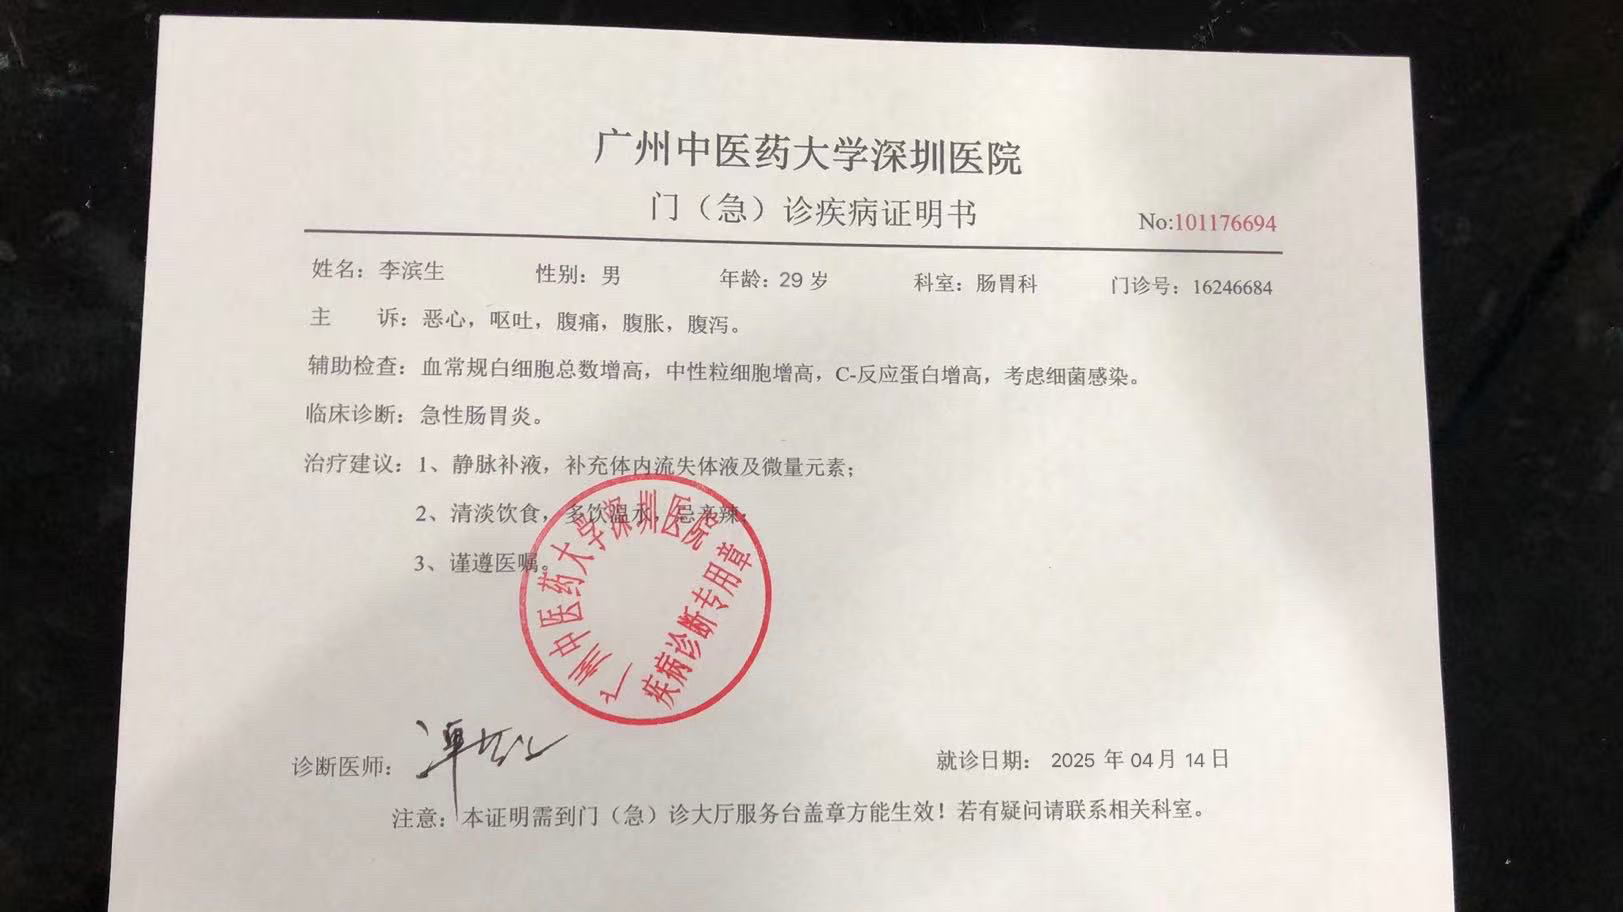 广州中医药大学深圳医院
门（急）诊疾病证明书
No:101176694
姓名：李滨生 性别：男 年龄：29 岁 科室：肠胃科 门诊号：16246684
主 诉：恶心，呕吐，腹痛，腹胀，腹泻。
辅助检查：血常规白细胞总数增高，中性粒细胞增高，C-反应蛋白增高，考虑细菌感染。
临床诊断：急性肠胃炎。
治疗建议：1、静脉补液，补充体内流失体液及微量元素；
2、清淡饮食，多饮温水，忌辛辣；
3、谨遵医嘱。
广州中医药大学深圳医院
疾病诊断专用章
诊断医师：
就诊日期： 2025 年 04 月 14 日
注意：本证明需到门（急）诊大厅服务台盖章方能生效！若有疑问请联系相关科室。